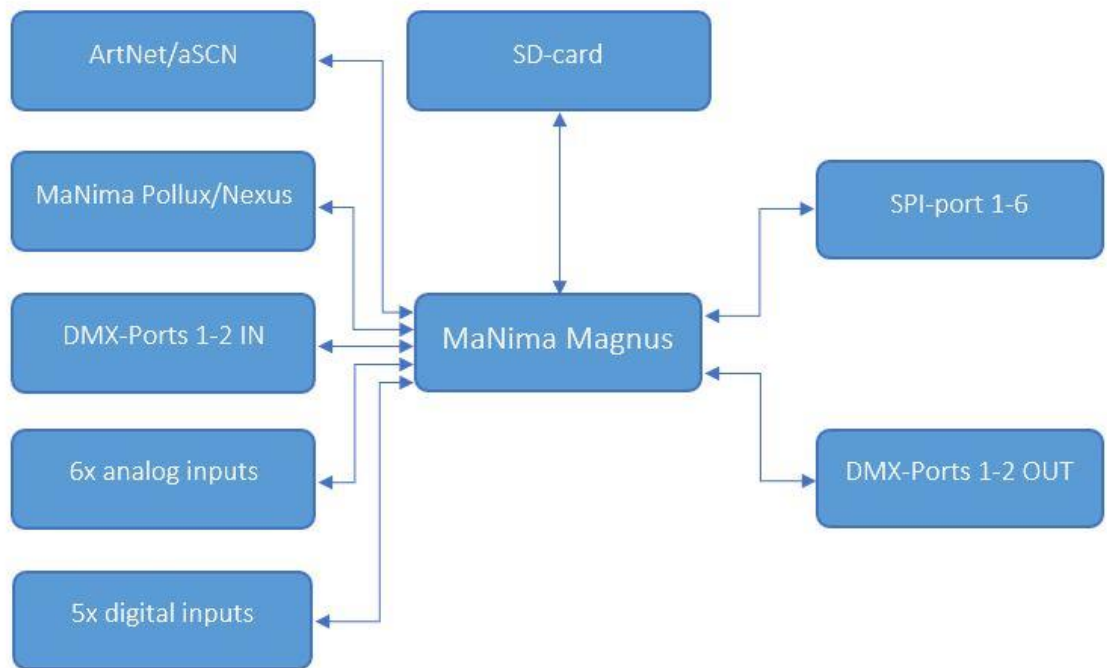 ArtNet/aSCN
SD-card
MaNima Pollux/Nexus
SPI-port 1-6
DMX-Ports 1-2 IN
MaNima Magnus
6x analog inputs
DMX-Ports 1-2 OUT
5x digital inputs